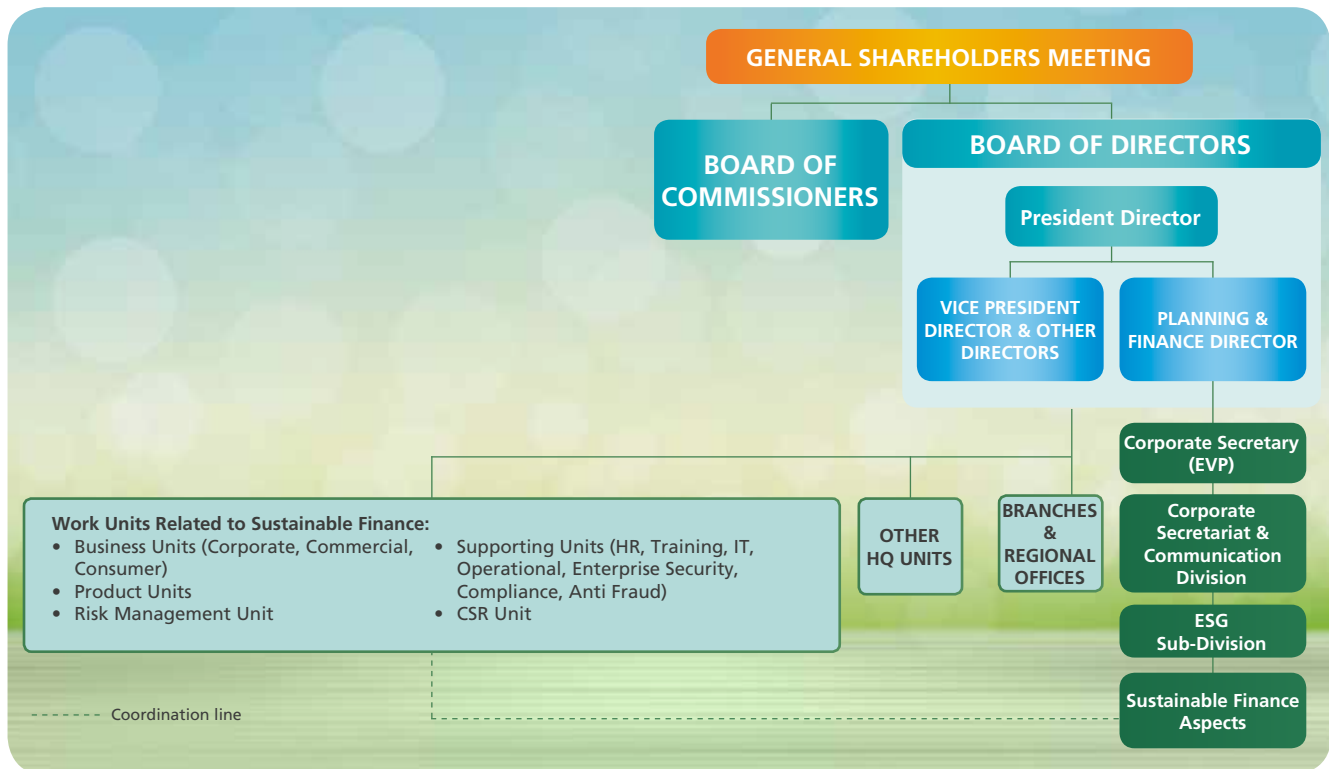 GENERAL SHAREHOLDERS MEETING
BOARD OF
COMMISSIONERS
BOARD OF DIRECTORS
President Director
VICE PRESIDENT
DIRECTOR & OTHER
DIRECTORS
PLANNING &
FINANCE DIRECTOR
Corporate Secretary
(EVP)
Corporate
Secretariat &
Communication
Division
ESG
Sub-Division
Sustainable Finance
Aspects
BRANCHES
&
REGIONAL
OFFICES
OTHER
HQ UNITS
Work Units Related to Sustainable Finance:
• Business Units (Corporate, Commercial,
Consumer)
• Product Units
• Risk Management Unit
• Supporting Units (HR, Training, IT,
Operational, Enterprise Security,
Compliance, Anti Fraud)
• CSR Unit
Coordination line